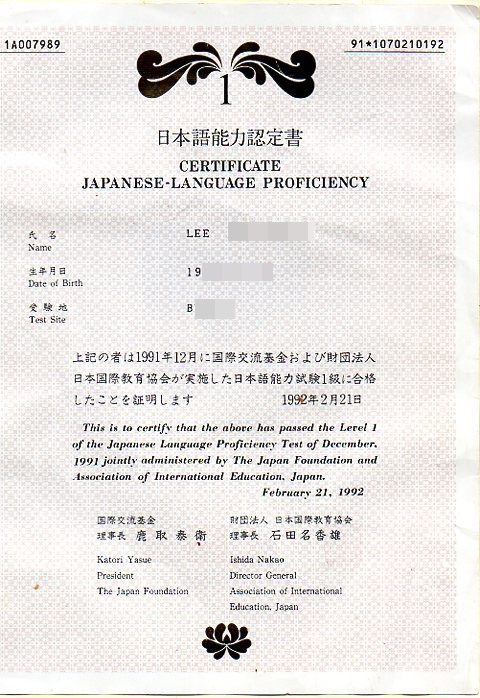 1A007989
91*1070210192
1
日本語能力認定書
CERTIFICATE
JAPANESE-LANGUAGE PROFICIENCY
氏名 LEE
Name
生年月日 19
Date of Birth
受験地 B
Test Site
上記の者は1991年12月に国際交流基金および財団法人
日本国際教育協会が実施した日本語能力試験1級に合格
したことを証明します 1992年2月21日
This is to certify that the above has passed the Level 1
of the Japanese Language Proficiency Test of December,
1991 jointly administered by The Japan Foundation and
Association of International Education, Japan.
February 21, 1992
国際交流基金 財団法人 日本国際教育協会
理事長 鹿取泰衛 理事長 石田名香雄
Katori Yasue Ishida Nakao
President Director General
The Japan Foundation Association of International
Education, Japan